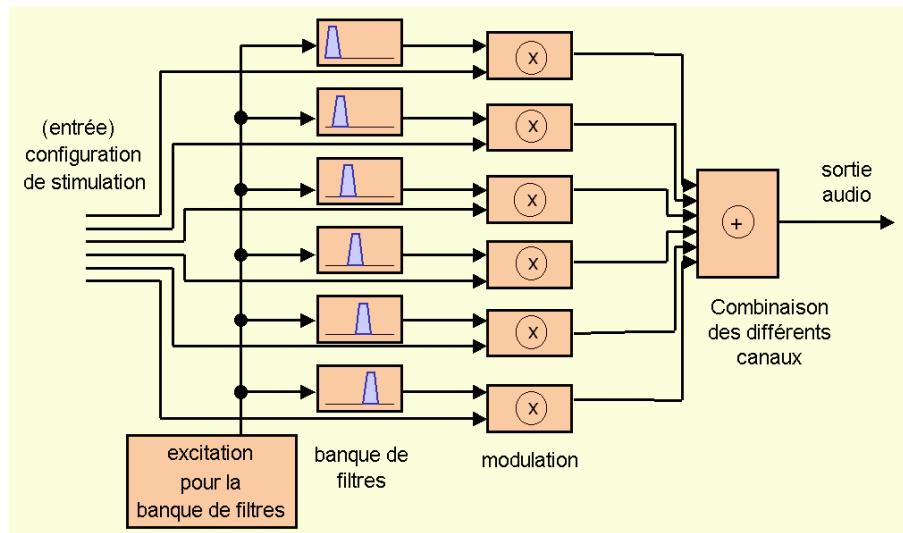 x
x
(entrée)
configuration
de stimulation
x
sortie
audio
+
x
x
Combinaison
des différents
canaux
x
excitation
pour la
banque de filtres
banque de
filtres
modulation